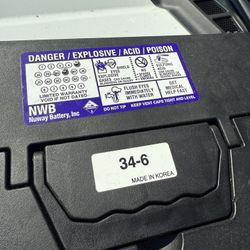 DANGER / EXPLOSIVE / ACID / POISON
SHIELD
EYES
EXPLOSIVE
GASES
FLUSH EYES
IMMEDIATELY
WITH WATER
GET
MEDICAL
HELP FAST
LIMITED WARRANTY
VOID IF NOT DATED
NWB
Nuway Battery, Inc
DO NOT TIP
KEEP VENT CAPS TIGHT AND LEVEL
34-6
MADE IN KOREA